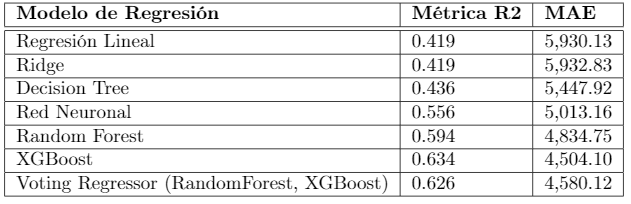 Modelo de Regresión Métrica R2 MAE
Regresión Lineal 0.419 5,930.13
Ridge 0.419 5,932.83
Decision Tree 0.436 5,447.92
Red Neuronal 0.556 5,013.16
Random Forest 0.594 4,834.75
XGBoost 0.634 4,504.10
Voting Regressor (RandomForest, XGBoost) 0.626 4,580.12